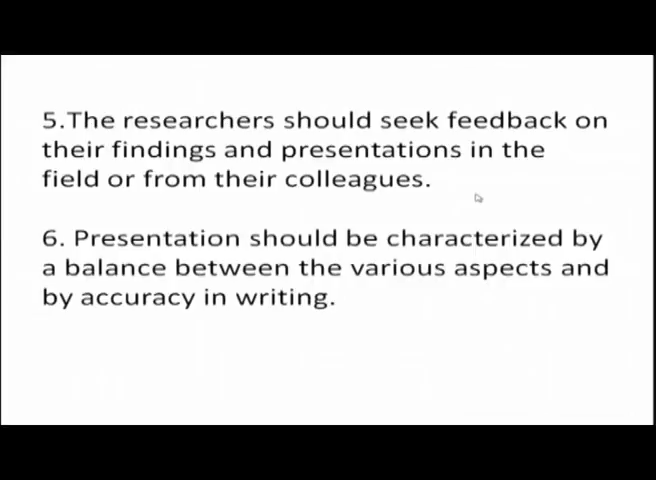 5.The researchers should seek feedback on
their findings and presentations in the
field or from their colleagues.
6. Presentation should be characterized by
a balance between the various aspects and
by accuracy in writing.